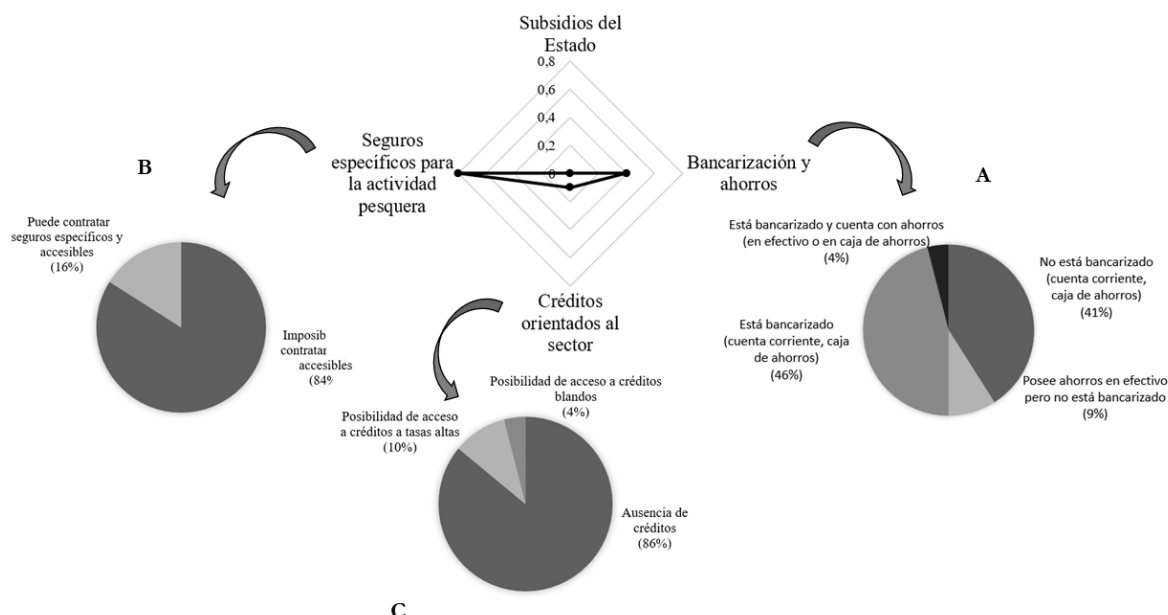 Subsidios del
Estado
0,8
0,6
0,4
0,2
0
Seguros
específicos para
la actividad
pesquera
Bancarización y
ahorros
Créditos
orientados al
sector
B
Puede contratar
seguros específicos y
accesibles
(16%)
contratar
accesibles
(84%
A
Está bancarizado y cuenta con ahorros
(en efectivo o en caja de ahorros)
(4%)
No está bancarizado
(cuenta corriente,
caja de ahorros)
(41%)
Está bancarizado
(cuenta corriente, caja
de ahorros)
(46%)
Posee ahorros en efectivo
pero no está bancarizado
(9%)
Posibilidad de acceso a créditos
blandos
(4%)
Posibilidad de acceso
a créditos a tasas altas
(10%)
Ausencia de
créditos
(86%)
C